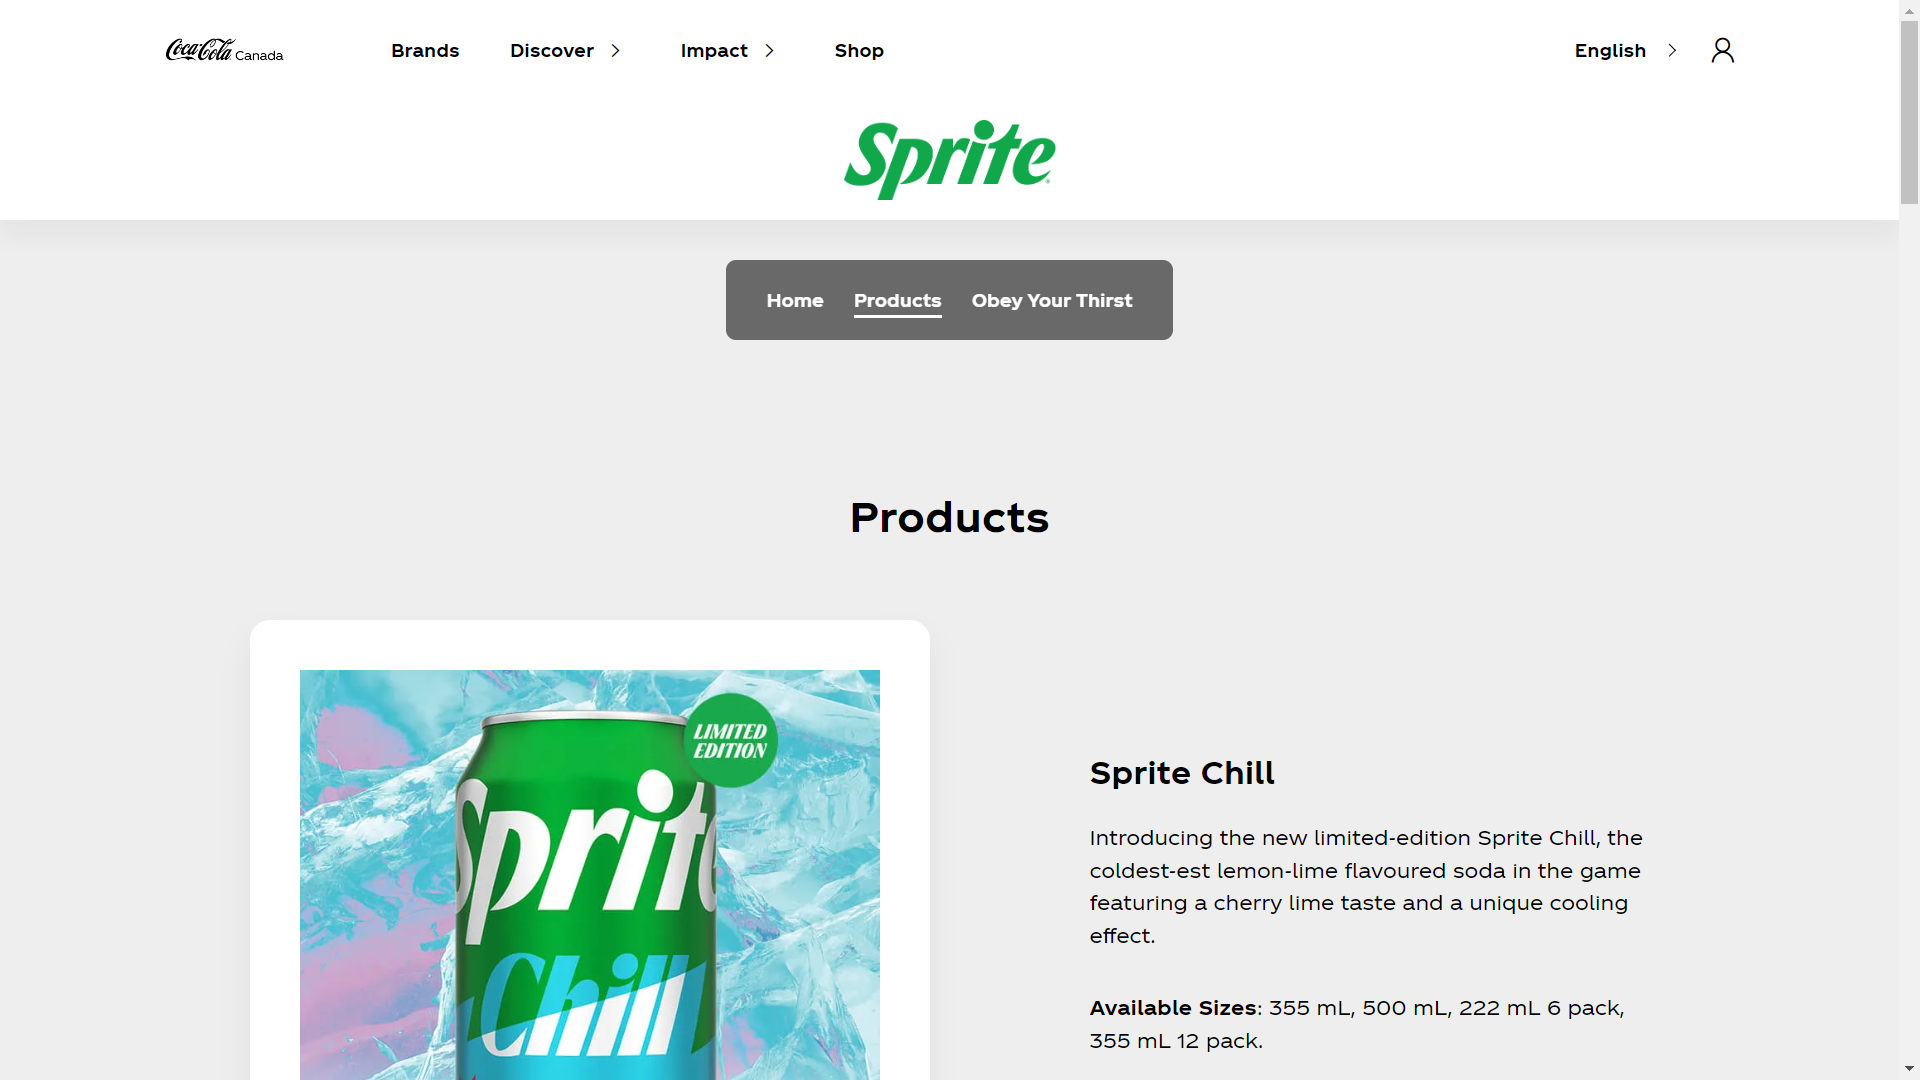 Coca-Cola Canada
Brands
Discover
Impact
Shop
English
Sprite
Home
Products
Obey Your Thirst
Products
LIMITED
EDITION
Sprite
Chill
Sprite Chill
Introducing the new limited-edition Sprite Chill, the
coldest-est lemon-lime flavoured soda in the game
featuring a cherry lime taste and a unique cooling
effect.
Available Sizes: 355 mL, 500 mL, 222 mL 6 pack,
355 mL 12 pack.